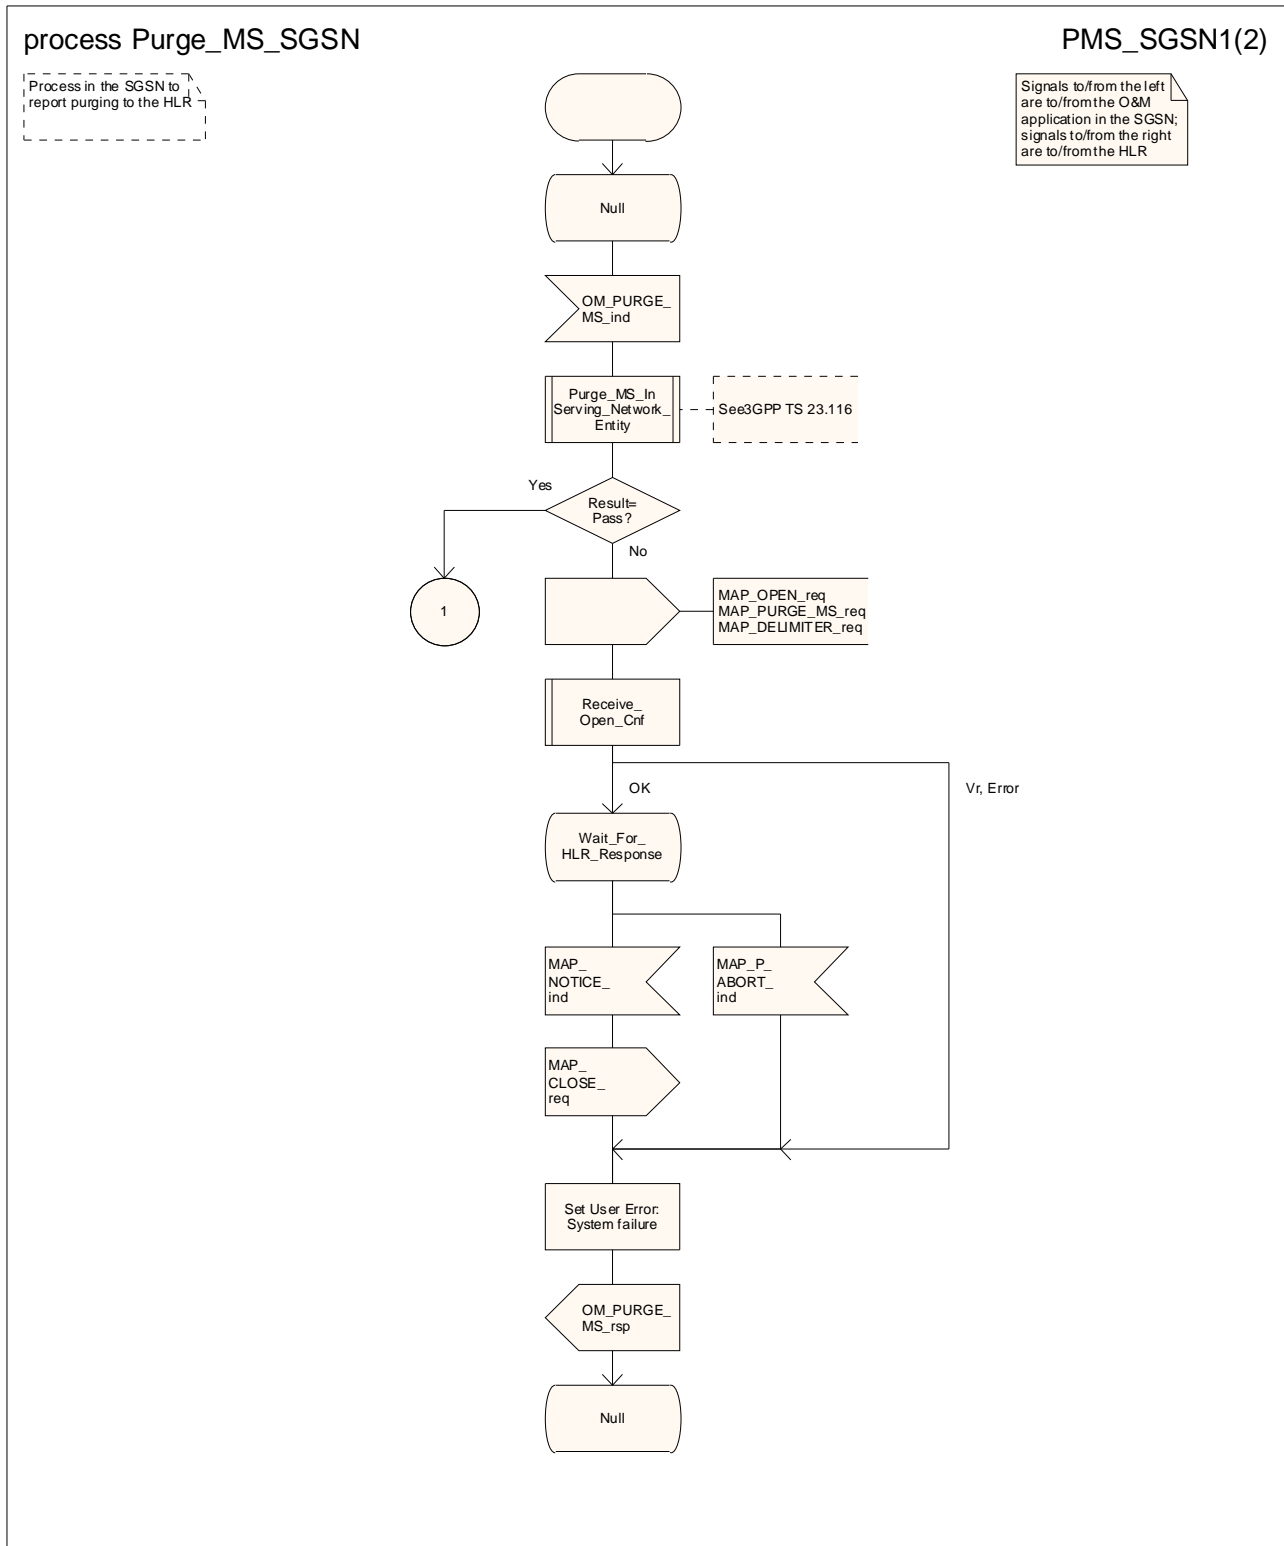 process Purge_MS_SGSN
PMS_SGSN1(2)
Process in the SGSN to
report purging to the HLR
Signals to/from the left
are to/from the O&M
application in the SGSN;
signals to/from the right
are to/from the HLR
Null
OM_PURGE_
MS_ind
Purge_MS_In
Serving_Network_
Entity
See3GPP TS 23.116
Yes
Result=
Pass?
No
1
MAP_OPEN_req
MAP_PURGE_MS_req
MAP_DELIMITER_req
Receive_
Open_Cnf
OK
Vr, Error
Wait_For_
HLR_Response
MAP_
NOTICE_
ind
MAP_P_
ABORT_
ind
MAP_
CLOSE_
req
Set User Error:
System failure
OM_PURGE_
MS_rsp
Null